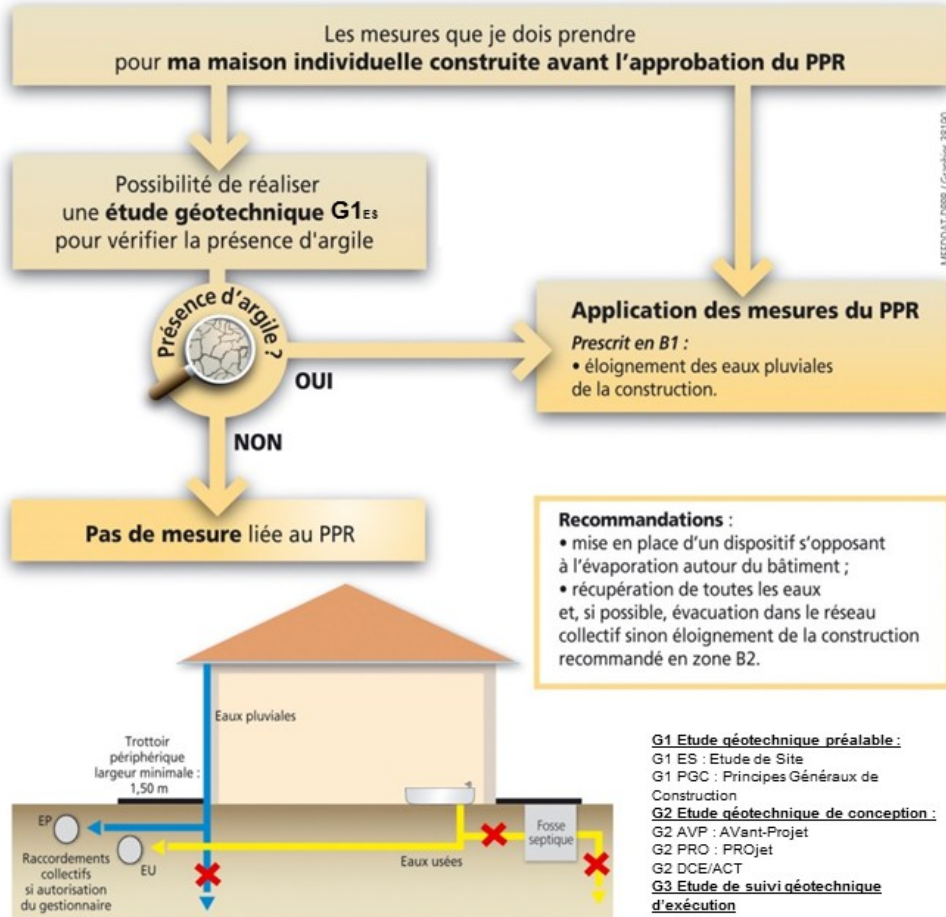 Les mesures que je dois prendre
pour ma maison individuelle construite avant l'approbation du PPR
Possibilité de réaliser
une étude géotechnique G1ES
pour vérifier la présence d'argile
Présence d'argile ?
OUI
NON
Application des mesures du PPR
Prescrit en B1 :
• éloignement des eaux pluviales
de la construction.
Pas de mesure liée au PPR
Recommandations :
• mise en place d'un dispositif s'opposant
à l'évaporation autour du bâtiment ;
• récupération de toutes les eaux
et, si possible, évacuation dans le réseau
collectif sinon éloignement de la construction
recommandé en zone B2.
Eaux pluviales
Trottoir
périphérique
largeur minimale :
1,50 m
EP
EU
Raccordements
collectifs
si autorisation
du gestionnaire
Eaux usées
Fosse
septique
G1 Etude géotechnique préalable :
G1 ES : Etude de Site
G1 PGC : Principes Généraux de
Construction
G2 Etude géotechnique de conception :
G2 AVP : AVant-Projet
G2 PRO : PROjet
G2 DCE/ACT
G3 Etude de suivi géotechnique
d'exécution